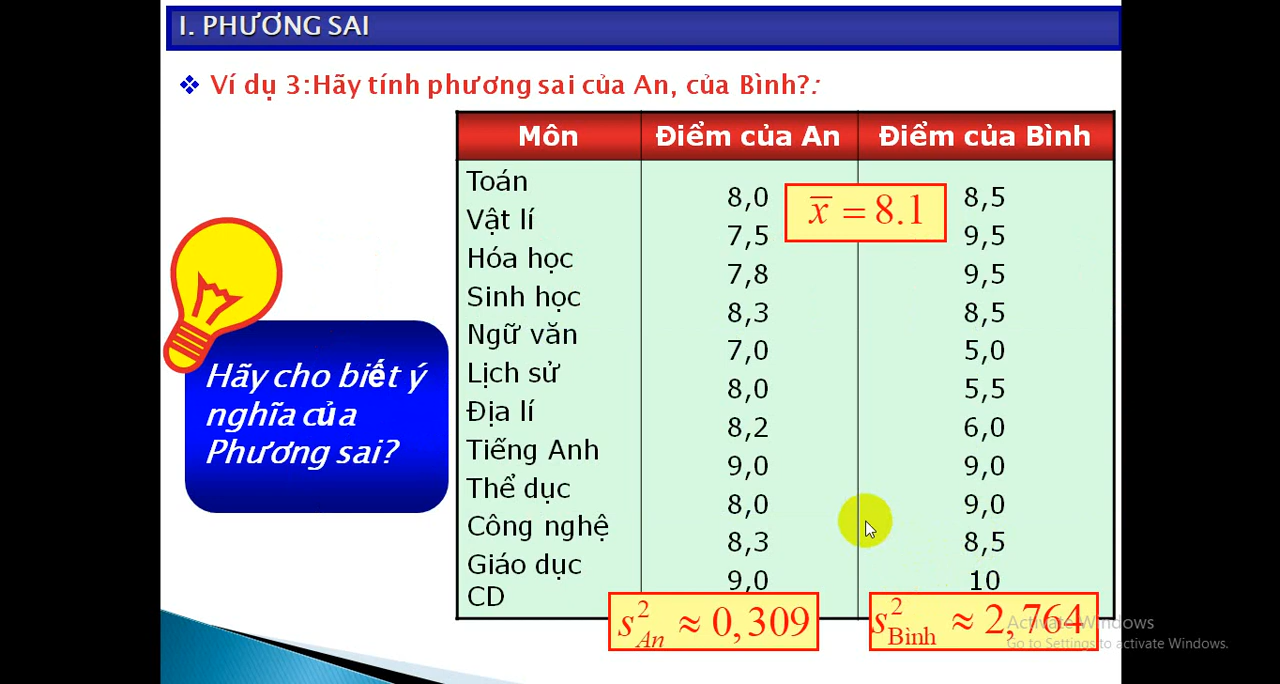 I. PHƯƠNG SAI
❖ Ví dụ 3:Hãy tính phương sai của An, của Bình?:
Môn Điểm của An Điểm của Bình
Toán 8,0 8,5
Vật lí 7,5 9,5
Hóa học 7,8 9,5
Sinh học 8,3 8,5
Ngữ văn 7,0 5,0
Lịch sử 8,0 5,5
Địa lí 8,2 6,0
Tiếng Anh 9,0 9,0
Thể dục 8,0 9,0
Công nghệ 8,3 8,5
Giáo dục 9,0 10
CD
x̅ = 8.1
Hãy cho biết ý
nghĩa của
Phương sai?
s²_An ≈ 0,309
s²_Bình ≈ 2,764
Activate Windows
Go to Settings to activate Windows.